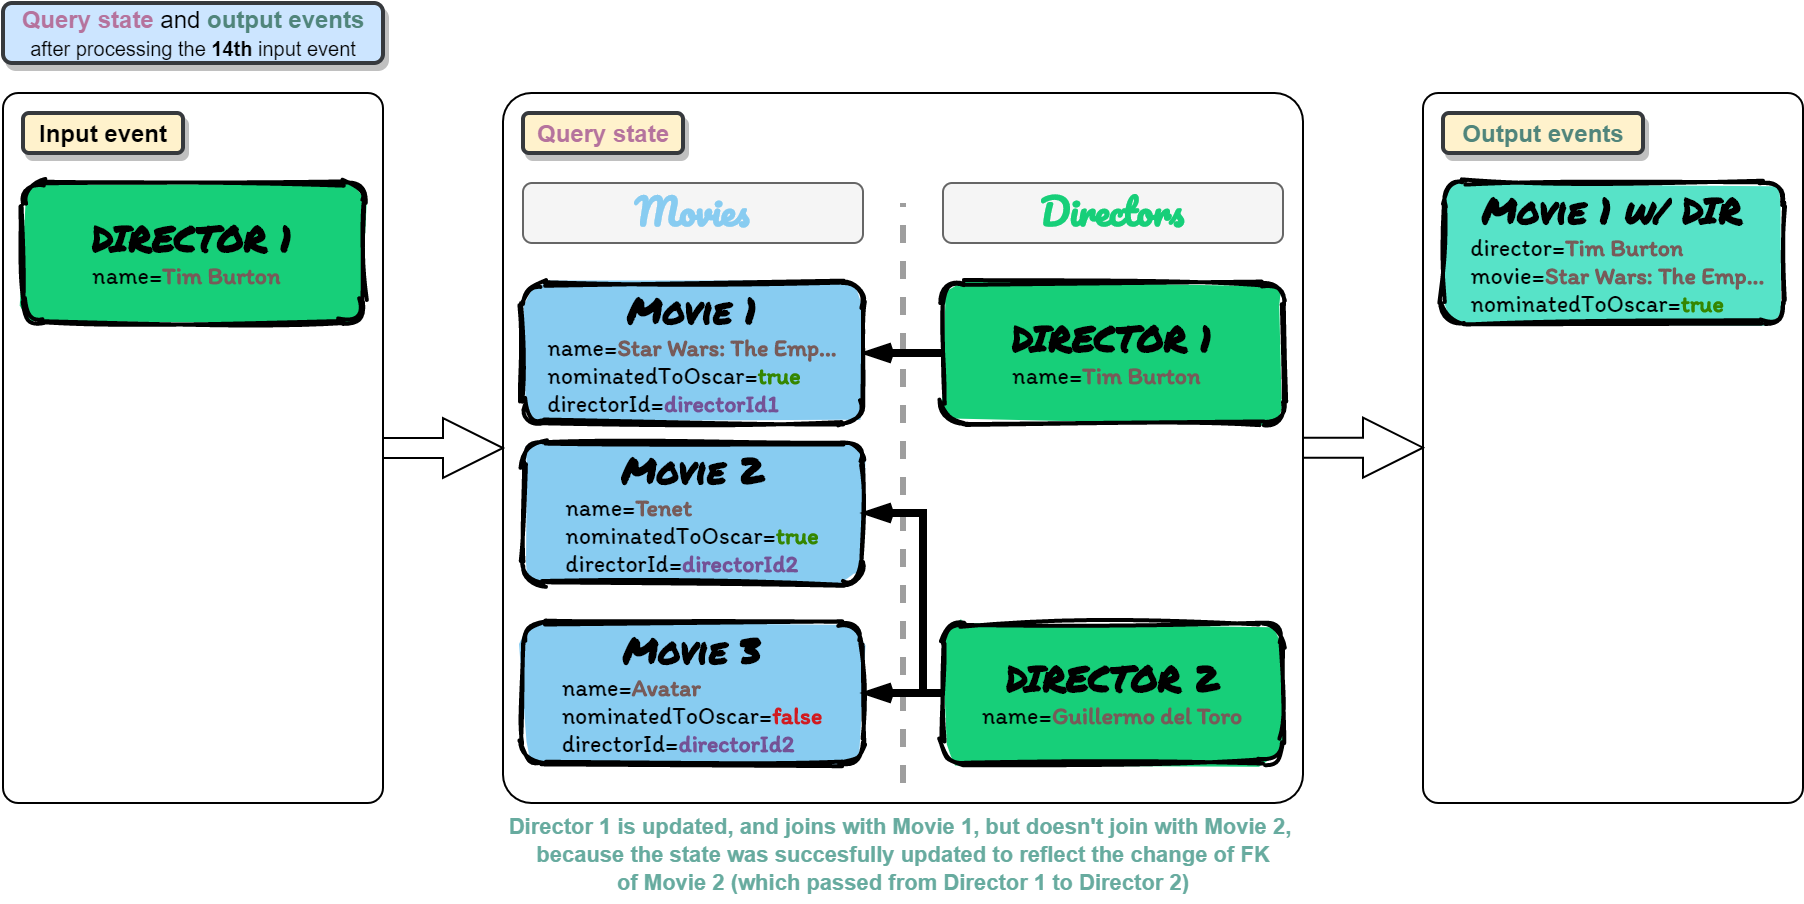 Query state and output events
after processing the 14th input event
Input event
DIRECTOR 1
name=Tim Burton
Query state
Movies
Directors
MOVIE 1
name=Star Wars: The Emp...
nominatedToOscar=true
directorId=directorId1
DIRECTOR 1
name=Tim Burton
MOVIE 2
name=Tenet
nominatedToOscar=true
directorId=directorId2
MOVIE 3
name=Avatar
nominatedToOscar=false
directorId=directorId2
DIRECTOR 2
name=Guillermo del Toro
Director 1 is updated, and joins with Movie 1, but doesn't join with Movie 2,
because the state was succesfully updated to reflect the change of FK
of Movie 2 (which passed from Director 1 to Director 2)
Output events
MOVIE 1 W/ DIR
director=Tim Burton
movie=Star Wars: The Emp...
nominatedToOscar=true